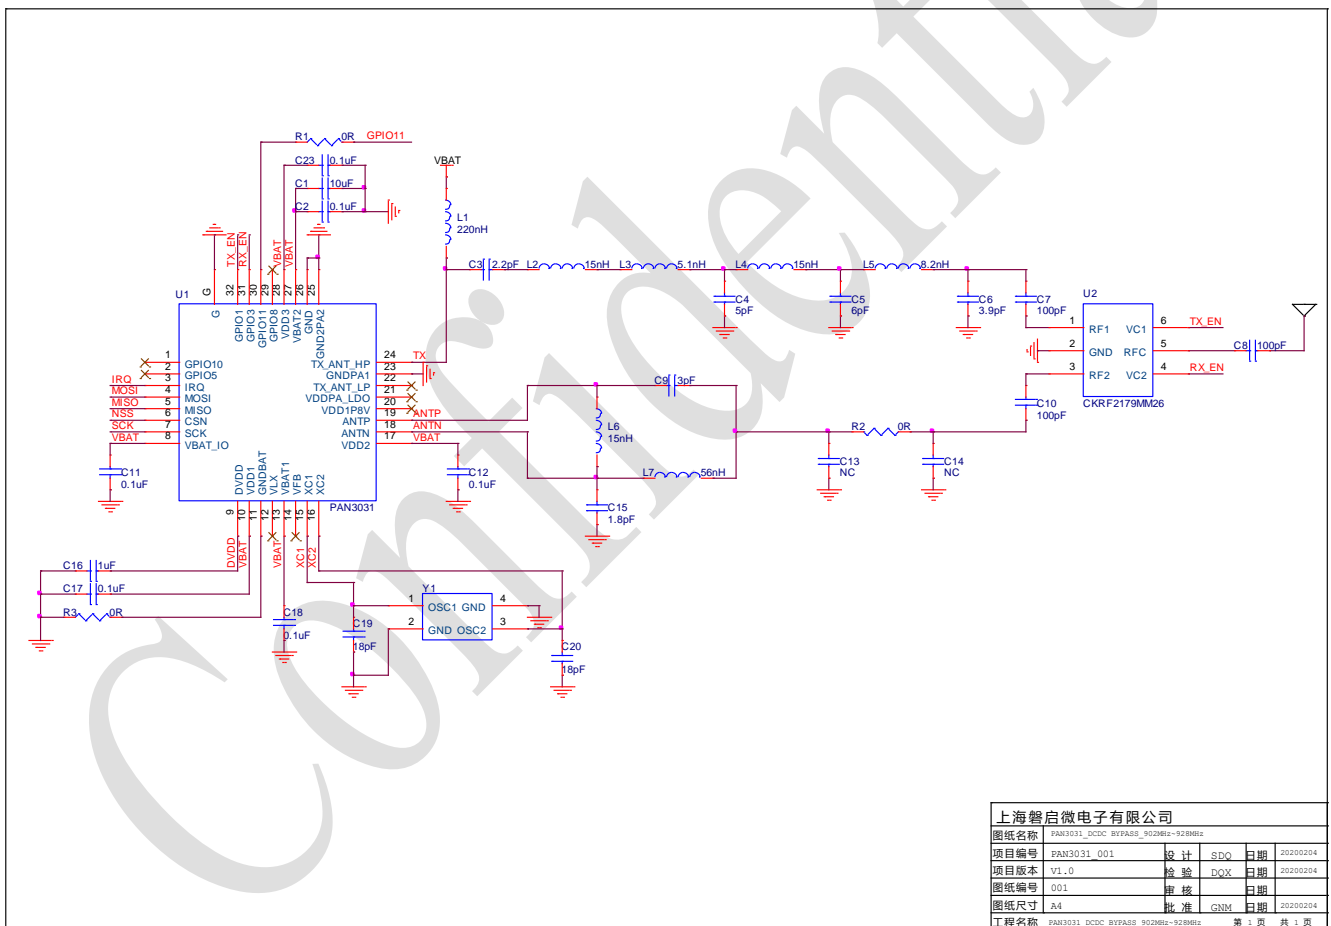 Confidential
R1 0R GPIO11
C23 0.1uF
C1 10uF
C2 0.1uF
VBAT
L1
220nH
TX_EN
RX_EN
VBAT
VBAT
C3 2.2pF L2 15nH L3 5.1nH L4 15nH L5 8.2nH
C4
5pF
C5
6pF
C6
3.9pF
C7
100pF
U1
G 32 31 30 29 28 27 26 25
G GPIO1 GPIO3 GPIO11 GPIO8 VDD3 VBAT2 GND GND2PA2
1 GPIO10
2 GPIO5
IRQ 3 IRQ
MOSI 4 MOSI
MISO 5 MISO
NSS 6 CSN
SCK 7 SCK
VBAT 8 VBAT_IO
TX_ANT_HP 24 TX
GNDPA1 23
TX_ANT_LP 22
VDDPA_LDO 21
VDD1P8V 20
ANTP 19 ANTP
ANTN 18 ANTN
VDD2 17 VBAT
DVDD VDD1 GNDBAT VLX VBAT1 VFB XC1 XC2
9 10 11 12 13 14 15 16
PAN3031
DVDD VBAT VBAT XC1 XC2
C11
0.1uF
C12
0.1uF
C9 3pF
L6
15nH
L7 56nH
C15
1.8pF
R2 0R
C13
NC
C14
NC
C10
100pF
U2
1 RF1 VC1 6 TX_EN
2 GND RFC 5
3 RF2 VC2 4 RX_EN
CKRF2179MM26
C8 100pF
C16 1uF
C17 0.1uF
R3 0R
C18
0.1uF
C19
18pF
Y1
1 OSC1 GND 4
2 GND OSC2 3
C20
18pF
上海磐启微电子有限公司
图纸名称 PAN3031_DCDC BYPASS_902MHz~928MHz
项目编号 PAN3031_001 设 计 SDQ 日期 20200204
项目版本 V1.0 检 验 DQX 日期 20200204
图纸编号 001 审 核 日期
图纸尺寸 A4 批 准 GNM 日期 20200204
工程名称 PAN3031 DCDC BYPASS 902MHz~928MHz 第 1 页 共 1 页